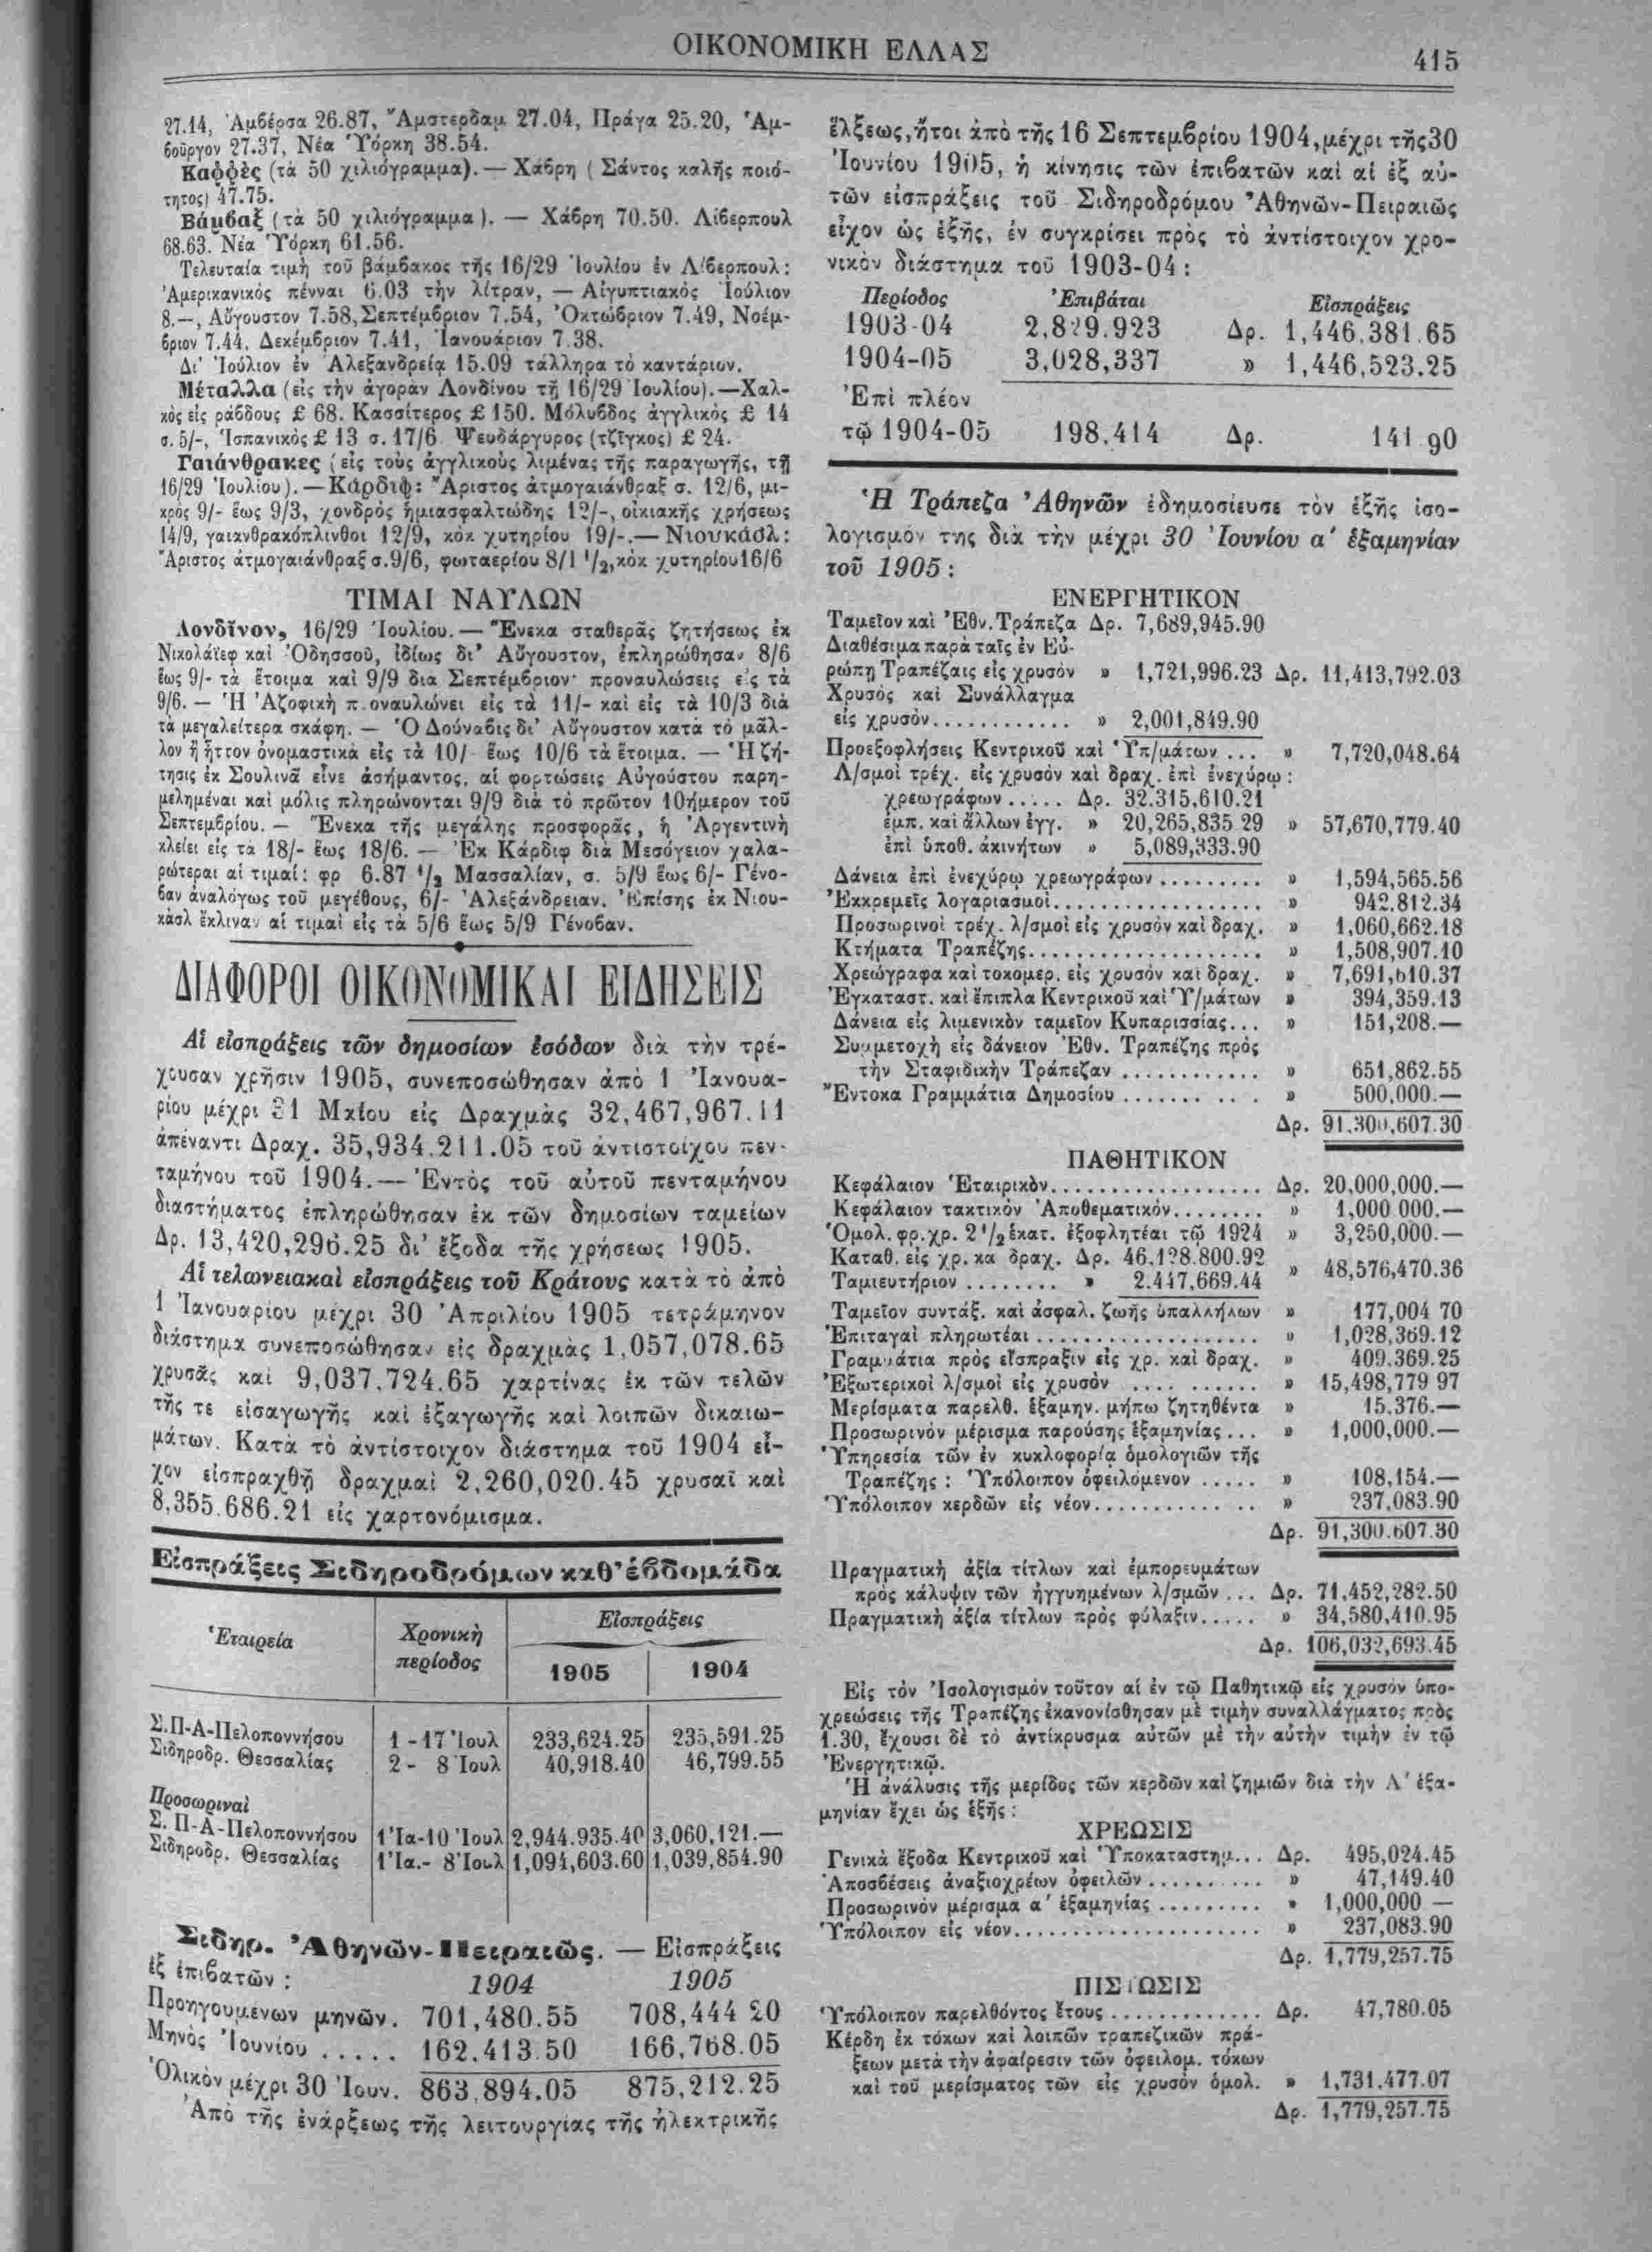 ΟΙΚΟΝΟΜΙΚΗ ΕΛΛΑΣ
415
27.14, Ἀμβέρσα 26.87, Ἄμστερδαμ 27.04, Πράγα 25.20, Ἁμ-
βοῦργον 27.37, Νέα Ὑόρκη 38.54.
Καφφὲς (τὰ 50 χιλιόγραμμα). — Χάβρη (Σάντος καλῆς ποιό-
τητος) 47.75.
Βάμβαξ (τὰ 50 χιλιόγραμμα). — Χάβρη 70.50. Λίβερπουλ
68.63. Νέα Ὑόρκη 61.56.
Τελευταία τιμὴ τοῦ βάμβακος τῆς 16/29 Ἰουλίου ἐν Λίβερπουλ:
Ἀμερικανικὸς πένναι 6.03 τὴν λίτραν, — Αἰγυπτιακὸς Ἰούλιον
8.—, Αὔγουστον 7.58, Σεπτέμβριον 7.54, Ὀκτώβριον 7.49, Νοέμ-
βριον 7.44, Δεκέμβριον 7.41, Ἰανουάριον 7.38.
Δι' Ἰούλιον ἐν Ἀλεξανδρείᾳ 15.09 τάλληρα τὸ καντάριον.
Μέταλλα (εἰς τὴν ἀγορὰν Λονδίνου τῇ 16/29 Ἰουλίου). — Χαλ-
κὸς εἰς ράβδους £ 68. Κασσίτερος £ 150. Μόλυβδος ἀγγλικὸς £ 14
σ. 5/-, Ἱσπανικὸς £ 13 σ. 17/6 Ψευδάργυρος (τζῖγκος) £ 24.
Γαιάνθρακες (εἰς τοὺς ἀγγλικοὺς λιμένας τῆς παραγωγῆς, τῇ
16/29 Ἰουλίου). — Κάρδιφ: Ἄριστος ἀτμογαιάνθραξ σ. 12/6, μι-
κρὸς 9/- ἕως 9/3, χονδρὸς ἡμιασφαλτώδης 12/-, οἰκιακῆς χρήσεως
14/9, γαιανθρακόπλινθοι 12/9, κὸκ χυτηρίου 19/-. — Νιουκάσλ:
Ἄριστος ἀτμογαιάνθραξ σ. 9/6, φωταερίου 8/1 1/2, κὸκ χυτηρίου 16/6
ΤΙΜΑΙ ΝΑΥΛΩΝ
Λονδῖνον, 16/29 Ἰουλίου. — Ἕνεκα σταθερᾶς ζητήσεως ἐκ
Νικολάϊεφ καὶ Ὀδησσοῦ, ἰδίως δι' Αὔγουστον, ἐπληρώθησαν 8/6
ἕως 9/- τὰ ἕτοιμα καὶ 9/9 διὰ Σεπτέμβριον· προναυλώσεις εἰς τὰ
9/6. — Ἡ Ἀζοφικὴ π.οναυλώνει εἰς τὰ 11/- καὶ εἰς τὰ 10/3 διὰ
τὰ μεγαλείτερα σκάφη. — Ὁ Δούναβις δι' Αὔγουστον κατὰ τὸ μᾶλ-
λον ἢ ἧττον ὀνομαστικὰ εἰς τὰ 10/- ἕως 10/6 τὰ ἕτοιμα. — Ἡ ζή-
τησις ἐκ Σουλινᾶ εἶνε ἀσήμαντος, αἱ φορτώσεις Αὐγούστου παρη-
μελημέναι καὶ μόλις πληρώνονται 9/9 διὰ τὸ πρῶτον 10ήμερον τοῦ
Σεπτεμβρίου. — Ἕνεκα τῆς μεγάλης προσφορᾶς, ἡ Ἀργεντινὴ
κλείει εἰς τὰ 18/- ἕως 18/6. — Ἐκ Κάρδιφ διὰ Μεσόγειον χαλα-
ρώτεραι αἱ τιμαί: φρ 6.87 1/2 Μασσαλίαν, σ. 5/9 ἕως 6/- Γένο-
βαν ἀναλόγως τοῦ μεγέθους, 6/- Ἀλεξάνδρειαν. Ἐπίσης ἐκ Νιου-
κὰσλ ἔκλιναν αἱ τιμαὶ εἰς τὰ 5/6 ἕως 5/9 Γένοβαν.
ΔΙΑΦΟΡΟΙ ΟΙΚΟΝΟΜΙΚΑΙ ΕΙΔΗΣΕΙΣ
Αἱ εἰσπράξεις τῶν δημοσίων ἐσόδων διὰ τὴν τρέ-
χουσαν χρῆσιν 1905, συνεποσώθησαν ἀπὸ 1 Ἰανουα-
ρίου μέχρι 31 Μαΐου εἰς Δραχμὰς 32,467,967.11
ἀπέναντι Δραχ. 35,934.211.05 τοῦ ἀντιστοίχου πεν-
ταμήνου τοῦ 1904. — Ἐντὸς τοῦ αὐτοῦ πενταμήνου
διαστήματος ἐπληρώθησαν ἐκ τῶν δημοσίων ταμείων
Δρ. 13,420,296.25 δι' ἔξοδα τῆς χρήσεως 1905.
Αἱ τελωνειακαὶ εἰσπράξεις τοῦ Κράτους κατὰ τὸ ἀπὸ
1 Ἰανουαρίου μέχρι 30 Ἀπριλίου 1905 τετράμηνον
διάστημα συνεποσώθησαν εἰς δραχμὰς 1,057,078.65
χρυσᾶς καὶ 9,037,724.65 χαρτίνας ἐκ τῶν τελῶν
τῆς τε εἰσαγωγῆς καὶ ἐξαγωγῆς καὶ λοιπῶν δικαιω-
μάτων. Κατὰ τὸ ἀντίστοιχον διάστημα τοῦ 1904 εἶ-
χον εἰσπραχθῆ δραχμαὶ 2,260,020.45 χρυσαῖ καὶ
8,355.686.21 εἰς χαρτονόμισμα.
Εἰσπράξεις Σιδηροδρόμων καθ' ἑβδομάδα
Ἑταιρεία Χρονικὴ περίοδος Εἰσπράξεις
1905 1904
Σ.Π-Α-Πελοποννήσου 1 - 17 Ἰουλ 233,624.25 235,591.25
Σιδηροδρ. Θεσσαλίας 2 - 8 Ἰουλ 40,918.40 46,799.55
Προσωριναὶ
Σ. Π-Α-Πελοποννήσου 1 Ἰα-10 Ἰουλ 2,944.935.40 3,060,121.—
Σιδηροδρ. Θεσσαλίας 1 Ἰα.- 8 Ἰουλ 1,094,603.60 1,039,854.90
Σιδηρ. Ἀθηνῶν-Πειραιῶς. — Εἰσπράξεις
ἐξ ἐπιβατῶν:
1904 1905
Προηγουμένων μηνῶν. 701,480.55 708,444 20
Μηνὸς Ἰουνίου ..... 162.413.50 166,768.05
Ὁλικὸν μέχρι 30 Ἰουν. 863,894.05 875,212.25
Ἀπὸ τῆς ἐνάρξεως τῆς λειτουργίας τῆς ἠλεκτρικῆς
ἕλξεως, ἤτοι ἀπὸ τῆς 16 Σεπτεμβρίου 1904, μέχρι τῆς 30
Ἰουνίου 1905, ἡ κίνησις τῶν ἐπιβατῶν καὶ αἱ ἐξ αὐ-
τῶν εἰσπράξεις τοῦ Σιδηροδρόμου Ἀθηνῶν-Πειραιῶς
εἶχον ὡς ἑξῆς, ἐν συγκρίσει πρὸς τὸ ἀντίστοιχον χρο-
νικὸν διάστημα τοῦ 1903-04:
Περίοδος Ἐπιβάται Εἰσπράξεις
1903-04 2,829.923 Δρ. 1,446,381.65
1904-05 3,028,337 » 1,446,523.25
Ἐπὶ πλέον
τῷ 1904-05 198,414 Δρ. 141 90
Ἡ Τράπεζα Ἀθηνῶν ἐδημοσίευσε τὸν ἑξῆς ἰσο-
λογισμὸν της διὰ τὴν μέχρι 30 Ἰουνίου α' ἑξαμηνίαν
τοῦ 1905:
ΕΝΕΡΓΗΤΙΚΟΝ
Ταμεῖον καὶ Ἐθν. Τράπεζα Δρ. 7,689,945.90
Διαθέσιμα παρὰ ταῖς ἐν Εὐ-
ρώπῃ Τραπέζαις εἰς χρυσὸν » 1,721,996.23 Δρ. 11,413,792.03
Χρυσὸς καὶ Συνάλλαγμα
εἰς χρυσὸν............ » 2,001,849.90
Προεξοφλήσεις Κεντρικοῦ καὶ Ὑπ/μάτων ... » 7,720,048.64
Λ/σμοὶ τρέχ. εἰς χρυσὸν καὶ δραχ. ἐπὶ ἐνεχύρῳ:
χρεωγράφων ..... Δρ. 32.315,610.21
ἐμπ. καὶ ἄλλων ἐγγ. » 20,265,835 29 » 57,670,779.40
ἐπὶ ὑποθ. ἀκινήτων » 5,089,333.90
Δάνεια ἐπὶ ἐνεχύρῳ χρεωγράφων ......... » 1,594,565.56
Ἐκκρεμεῖς λογαριασμοί.................. » 942.812.34
Προσωρινοὶ τρέχ. λ/σμοὶ εἰς χρυσὸν καὶ δραχ. » 1,060,662.18
Κτήματα Τραπέζης.................... » 1,508,907.10
Χρεώγραφα καὶ τοκομερ. εἰς χρυσὸν καὶ δραχ. » 7,691,610.37
Ἐγκαταστ. καὶ ἔπιπλα Κεντρικοῦ καὶ Ὑ/μάτων » 394,359.13
Δάνεια εἰς λιμενικὸν ταμεῖον Κυπαρισσίας... » 151,208.—
Συμμετοχὴ εἰς δάνειον Ἐθν. Τραπέζης πρὸς
τὴν Σταφιδικὴν Τράπεζαν ............ » 651,862.55
Ἔντοκα Γραμμάτια Δημοσίου ............ » 500,000.—
Δρ. 91.300,607.30
ΠΑΘΗΤΙΚΟΝ
Κεφάλαιον Ἑταιρικὸν.................. Δρ. 20,000,000.—
Κεφάλαιον τακτικὸν Ἀποθεματικόν........ » 1,000 000.—
Ὁμολ. φρ. χρ. 2 1/2 ἑκατ. ἐξοφλητέαι τῷ 1924 » 3,250,000.—
Καταθ. εἰς χρ. κα δραχ. Δρ. 46.128.800.92
Ταμιευτήριον ........ » 2.447,669.44 » 48,576,470.36
Ταμεῖον συντάξ. καὶ ἀσφαλ. ζωῆς ὑπαλλήλων » 177,004 70
Ἐπιταγαὶ πληρωτέαι ................... » 1,028,369.12
Γραμμάτια πρὸς εἴσπραξιν εἰς χρ. καὶ δραχ. » 409.369.25
Ἐξωτερικοὶ λ/σμοὶ εἰς χρυσὸν .... ...... » 15,498,779 97
Μερίσματα παρελθ. ἑξαμην. μήπω ζητηθέντα » 15.376.—
Προσωρινὸν μέρισμα παρούσης ἑξαμηνίας ... » 1,000,000.—
Ὑπηρεσία τῶν ἐν κυκλοφορίᾳ ὁμολογιῶν τῆς
Τραπέζης: Ὑπόλοιπον ὀφειλόμενον ..... » 108,154.—
Ὑπόλοιπον κερδῶν εἰς νέον.............. » 237,083.90
Δρ. 91,300.607.30
Πραγματικὴ ἀξία τίτλων καὶ ἐμπορευμάτων
πρὸς κάλυψιν τῶν ἠγγυημένων λ/σμῶν ... Δρ. 71,452,282.50
Πραγματικὴ ἀξία τίτλων πρὸς φύλαξιν..... » 34,580,410.95
Δρ. 106,032,693.45
Εἰς τὸν Ἰσολογισμὸν τοῦτον αἱ ἐν τῷ Παθητικῷ εἰς χρυσὸν ὑπο-
χρεώσεις τῆς Τραπέζης ἐκανονίσθησαν μὲ τιμὴν συναλλάγματος πρὸς
1.30, ἔχουσι δὲ τὸ ἀντίκρυσμα αὐτῶν μὲ τὴν αὐτὴν τιμὴν ἐν τῷ
Ἐνεργητικῷ.
Ἡ ἀνάλυσις τῆς μερίδος τῶν κερδῶν καὶ ζημιῶν διὰ τὴν Α' ἑξα-
μηνίαν ἔχει ὡς ἑξῆς:
ΧΡΕΩΣΙΣ
Γενικὰ ἔξοδα Κεντρικοῦ καὶ Ὑποκαταστημ... Δρ. 495,024.45
Ἀποσβέσεις ἀναξιοχρέων ὀφειλῶν .......... » 47,149.40
Προσωρινὸν μέρισμα α' ἑξαμηνίας ......... » 1,000,000 —
Ὑπόλοιπον εἰς νέον..................... » 237,083.90
Δρ. 1,779,257.75
ΠΙΣΤΩΣΙΣ
Ὑπόλοιπον παρελθόντος ἔτους ............. Δρ. 47,780.05
Κέρδη ἐκ τόκων καὶ λοιπῶν τραπεζικῶν πρά-
ξεων μετὰ τὴν ἀφαίρεσιν τῶν ὀφειλομ. τόκων
καὶ τοῦ μερίσματος τῶν εἰς χρυσὸν ὁμολ. » 1,731.477.07
Δρ. 1,779,257.75